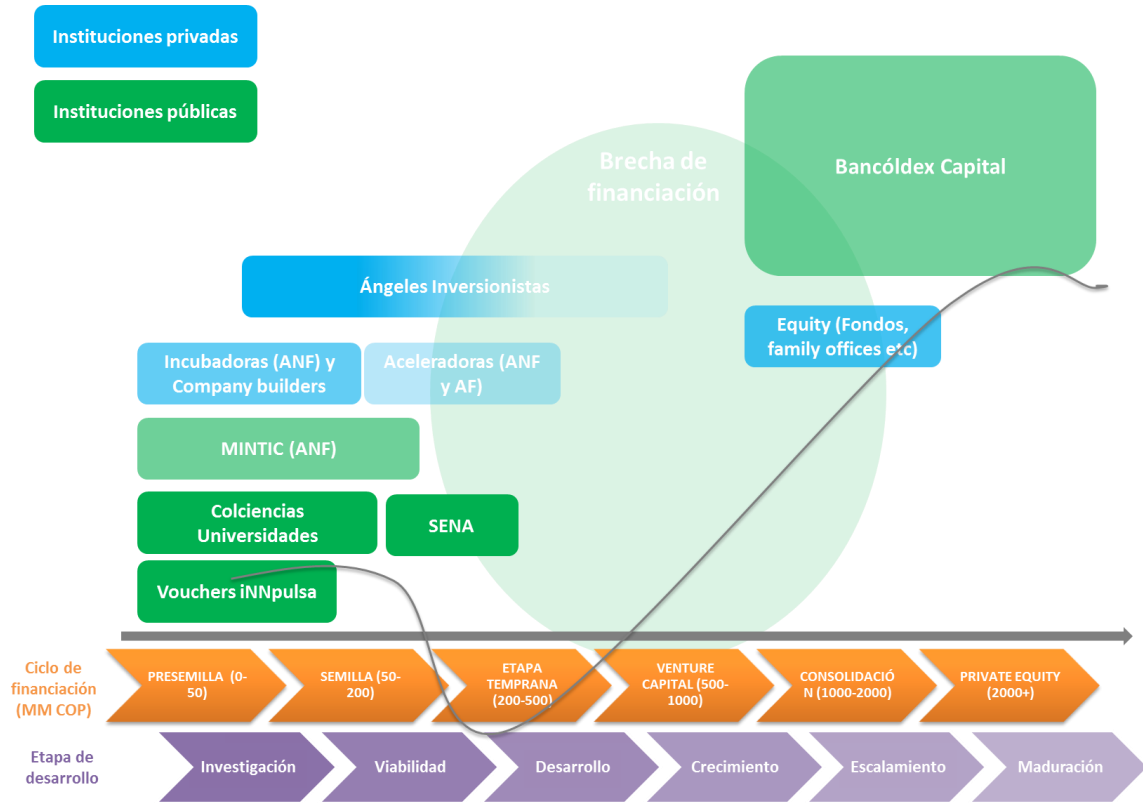 Instituciones privadas
Instituciones públicas
Brecha de
financiación
Bancóldex Capital
Ángeles Inversionistas
Equity (Fondos,
family offices etc)
Incubadoras (ANF) y
Company builders
Aceleradoras (ANF
y AF)
MINTIC (ANF)
Colciencias
Universidades
SENA
Vouchers iNNpulsa
Ciclo de
financiación
(MM COP)
PRESEMILLA (0-
50)
SEMILLA (50-
200)
ETAPA
TEMPRANA
(200-500)
VENTURE
CAPITAL (500-
1000)
CONSOLIDACIÓ
N (1000-2000)
PRIVATE EQUITY
(2000+)
Etapa de
desarrollo
Investigación
Viabilidad
Desarrollo
Crecimiento
Escalamiento
Maduración